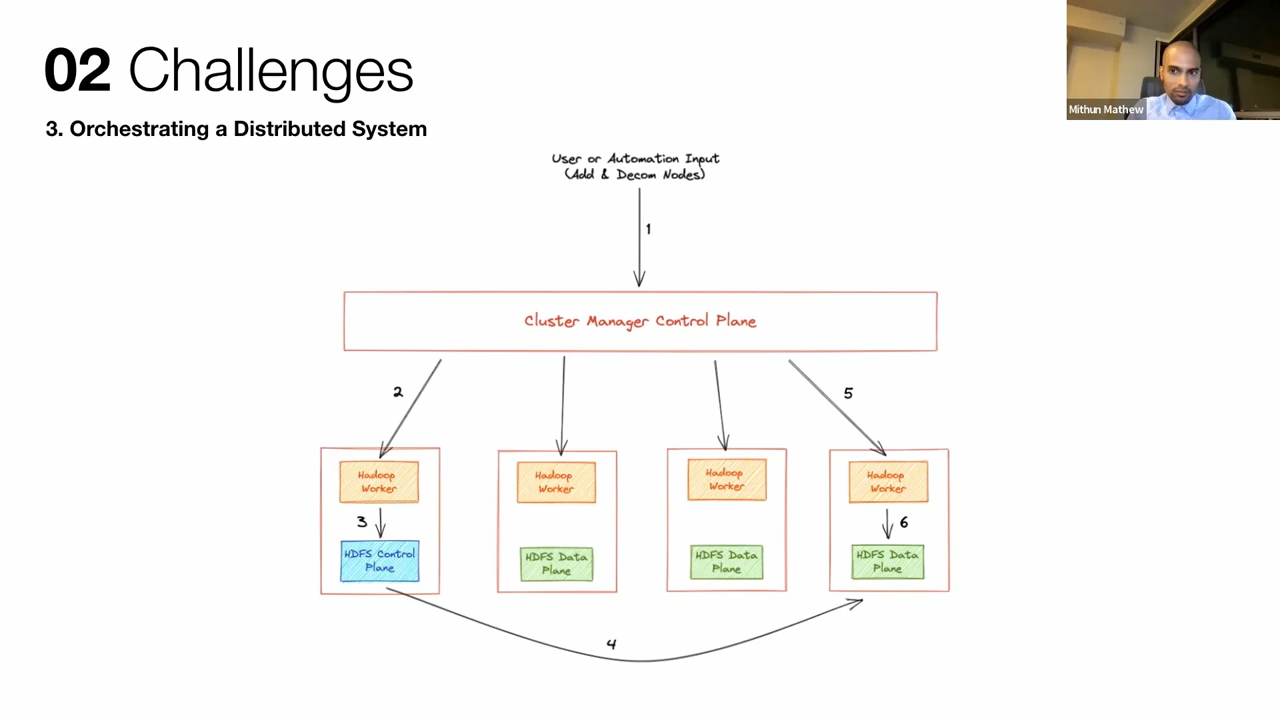 02 Challenges
3. Orchestrating a Distributed System
Mithun Mathew
User or Automation Input
(Add & Decom Nodes)
1
Cluster Manager Control Plane
2
5
Hadoop
Worker
Hadoop
Worker
Hadoop
Worker
Hadoop
Worker
3
6
HDFS Control
Plane
HDFS Data
Plane
HDFS Data
Plane
HDFS Data
Plane
4